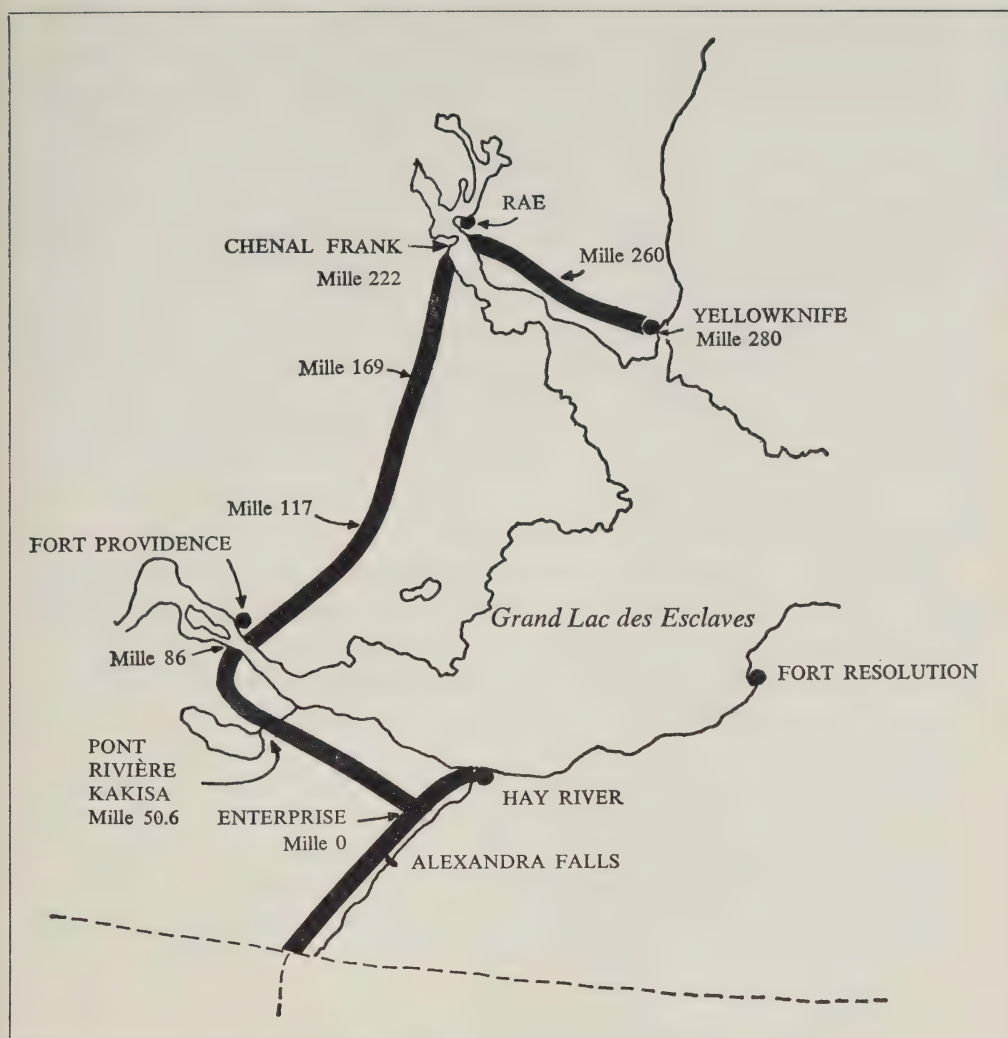 RAE
CHENAL FRANK
Mille 222
Mille 260
YELLOWKNIFE
Mille 280
Mille 169
Mille 117
FORT PROVIDENCE
Grand Lac des Esclaves
Mille 86
FORT RESOLUTION
PONT
RIVIÈRE
KAKISA
Mille 50.6
HAY RIVER
ENTERPRISE
Mille 0
ALEXANDRA FALLS